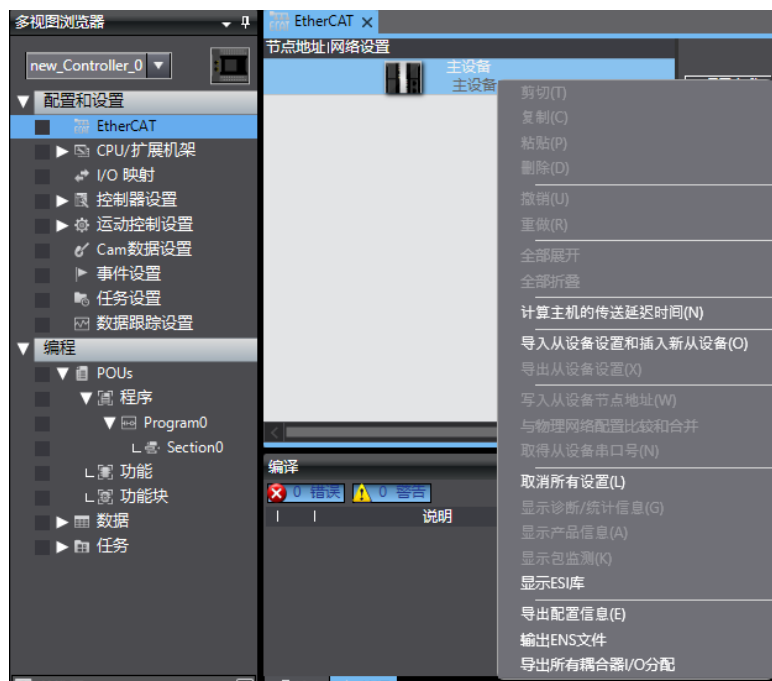 多视图浏览器
new_Controller_0
配置和设置
EtherCAT
CPU/扩展机架
I/O 映射
控制器设置
运动控制设置
Cam数据设置
事件设置
任务设置
数据跟踪设置
编程
POUs
程序
Program0
Section0
功能
功能块
数据
任务
EtherCAT
节点地址|网络设置
主设备
主设备
剪切(T)
复制(C)
粘贴(P)
删除(D)
撤销(U)
重做(R)
全部展开
全部折叠
计算主机的传送延迟时间(N)
导入从设备设置和插入新从设备(O)
导出从设备设置(X)
写入从设备节点地址(W)
与物理网络配置比较和合并
取得从设备串口号(N)
取消所有设置(L)
显示诊断/统计信息(G)
显示产品信息(A)
显示包监测(K)
显示ESI库
导出配置信息(E)
输出ENS文件
导出所有耦合器I/O分配
编译
0 错误 0 警告
说明